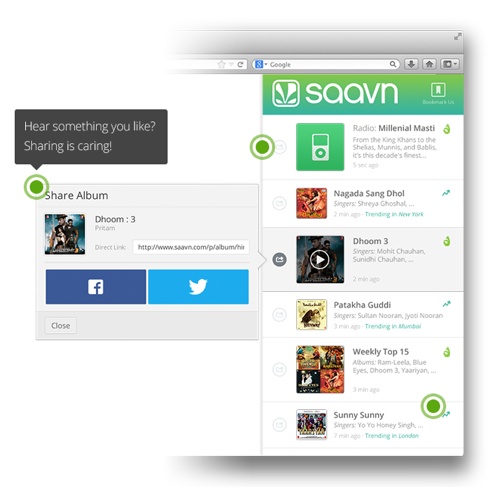 Google
saavn
Bookmark Us
Hear something you like?
Sharing is caring!
Radio: Millenial Masti
From the King Khans to the
Shelias, Munnis, and Bablis,
it's this decade's finest...
5 sec ago
Share Album
Dhoom : 3
Pritam
Direct Link: http://www.saavn.com/p/album/hin
Close
Nagada Sang Dhol
Singers: Shreya Ghoshal, ...
2 min ago · Trending in New York
Dhoom 3
Singers: Mohit Chauhan,
Sunidhi Chauhan, ...
2 min ago
Patakha Guddi
Singers: Sultan Nooran, Jyoti Nooran
3 min ago · Trending in Mumbai
Weekly Top 15
Albums: Ram-Leela, Blue
Eyes, Dhoom 3, Yaariyan, ...
3 min ago
Sunny Sunny
Singers: Yo Yo Honey Singh, ...
7 min ago · Trending in London